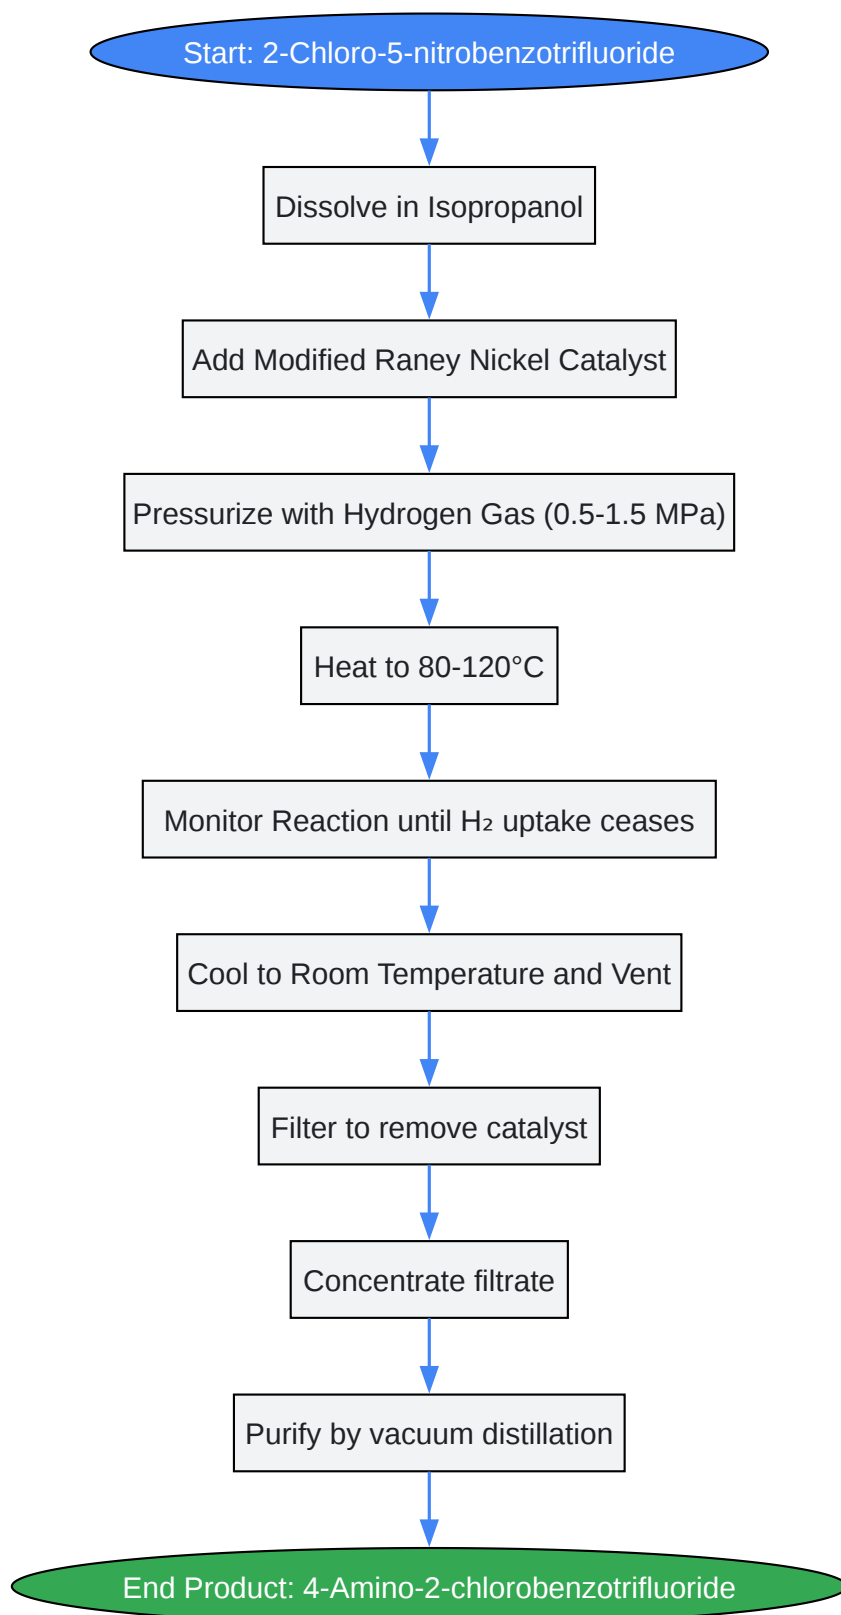 Start: 2-Chloro-5-nitrobenzotrifluoride
Dissolve in Isopropanol
Add Modified Raney Nickel Catalyst
Pressurize with Hydrogen Gas (0.5-1.5 MPa)
Heat to 80-120°C
Monitor Reaction until H₂ uptake ceases
Cool to Room Temperature and Vent
Filter to remove catalyst
Concentrate filtrate
Purify by vacuum distillation
End Product: 4-Amino-2-chlorobenzotrifluoride